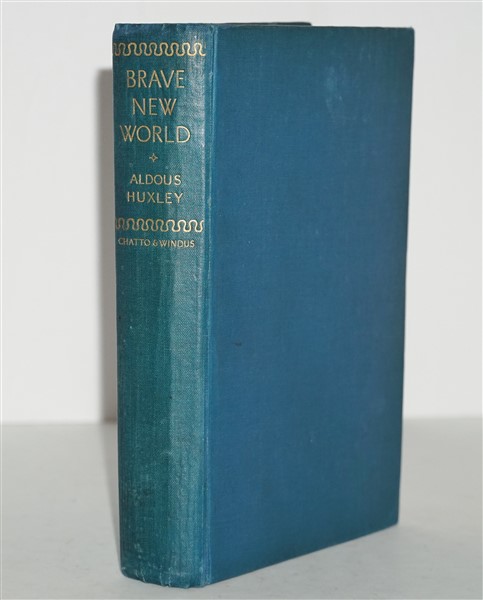 BRAVE
NEW
WORLD
ALDOUS
HUXLEY
CHATTO & WINDUS